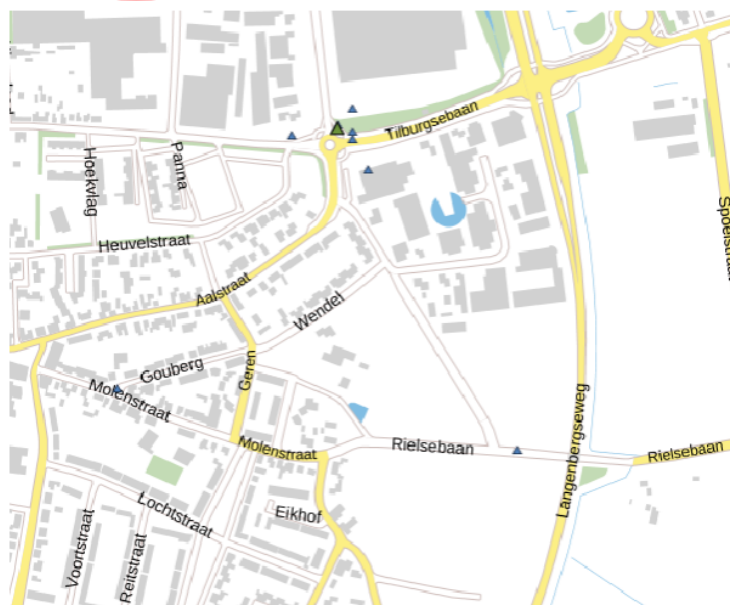 Tilburgsebaan
Panna
Hoekvlag
Spoelstraat
Heuvelstraat
Aalstraat
Wendel
Gouberg
Geren
Molenstraat
Langenbergseweg
Molenstraat
Rielsebaan
Rielsebaan
Lochtstraat
Eikhof
Voortstraat
Reitstraat